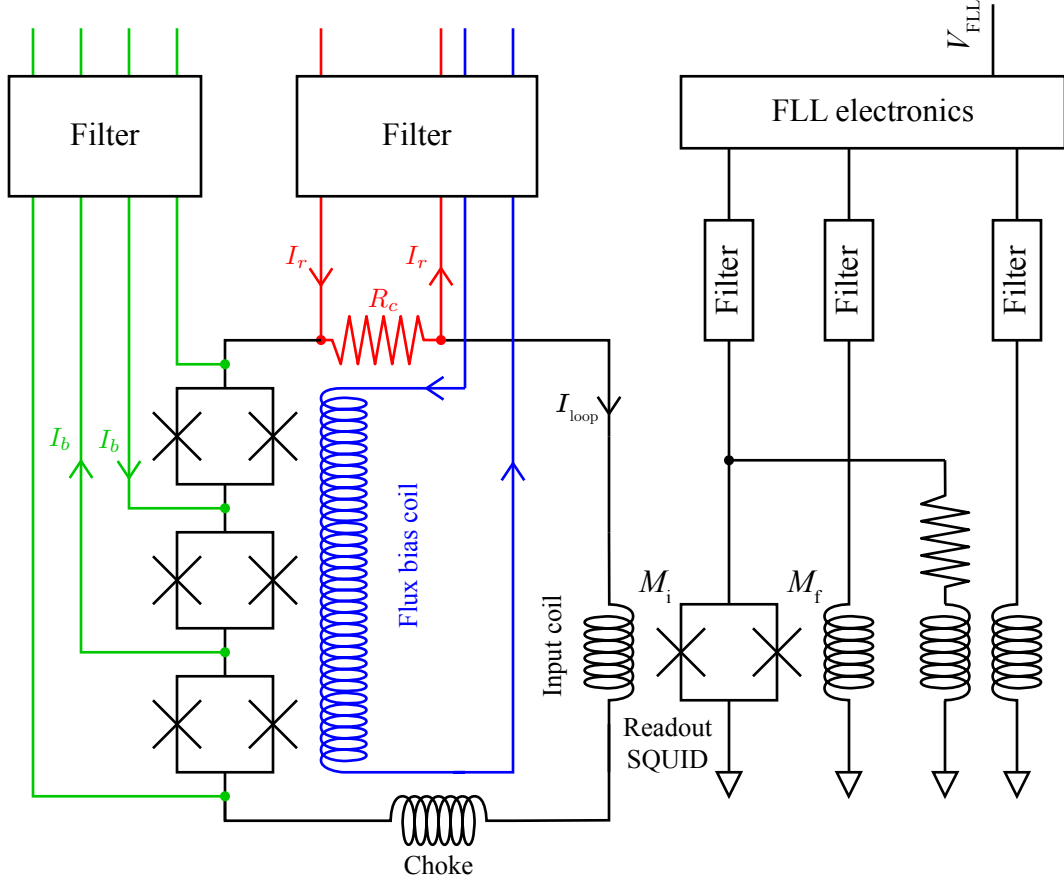 V_FLL
Filter
Filter
FLL electronics
I_r
I_r
R_c
Filter
Filter
Filter
I_b
I_b
I_loop
Flux bias coil
Input coil
M_i
M_f
Readout
SQUID
Choke